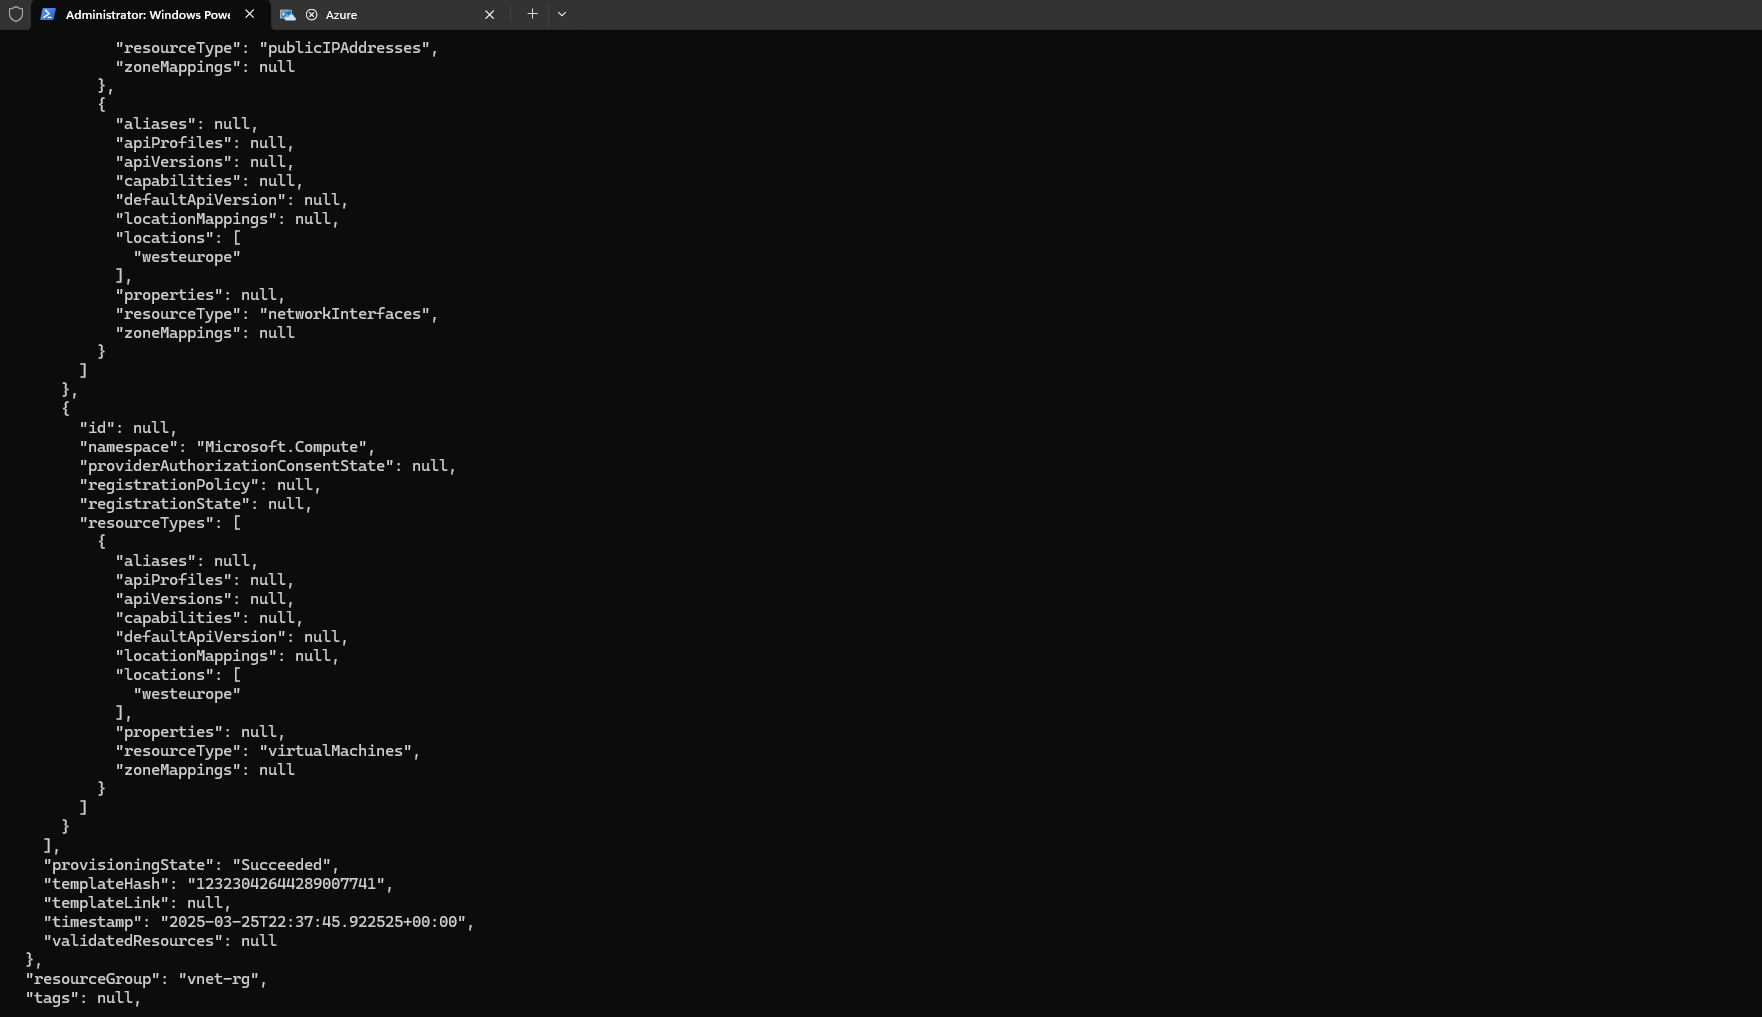 Administrator: Windows Powe
Azure
"resourceType": "publicIPAddresses",
"zoneMappings": null
},
{
"aliases": null,
"apiProfiles": null,
"apiVersions": null,
"capabilities": null,
"defaultApiVersion": null,
"locationMappings": null,
"locations": [
"westeurope"
],
"properties": null,
"resourceType": "networkInterfaces",
"zoneMappings": null
}
]
},
{
"id": null,
"namespace": "Microsoft.Compute",
"providerAuthorizationConsentState": null,
"registrationPolicy": null,
"registrationState": null,
"resourceTypes": [
{
"aliases": null,
"apiProfiles": null,
"apiVersions": null,
"capabilities": null,
"defaultApiVersion": null,
"locationMappings": null,
"locations": [
"westeurope"
],
"properties": null,
"resourceType": "virtualMachines",
"zoneMappings": null
}
]
}
],
"provisioningState": "Succeeded",
"templateHash": "12323042644289007741",
"templateLink": null,
"timestamp": "2025-03-25T22:37:45.922525+00:00",
"validatedResources": null
},
"resourceGroup": "vnet-rg",
"tags": null,